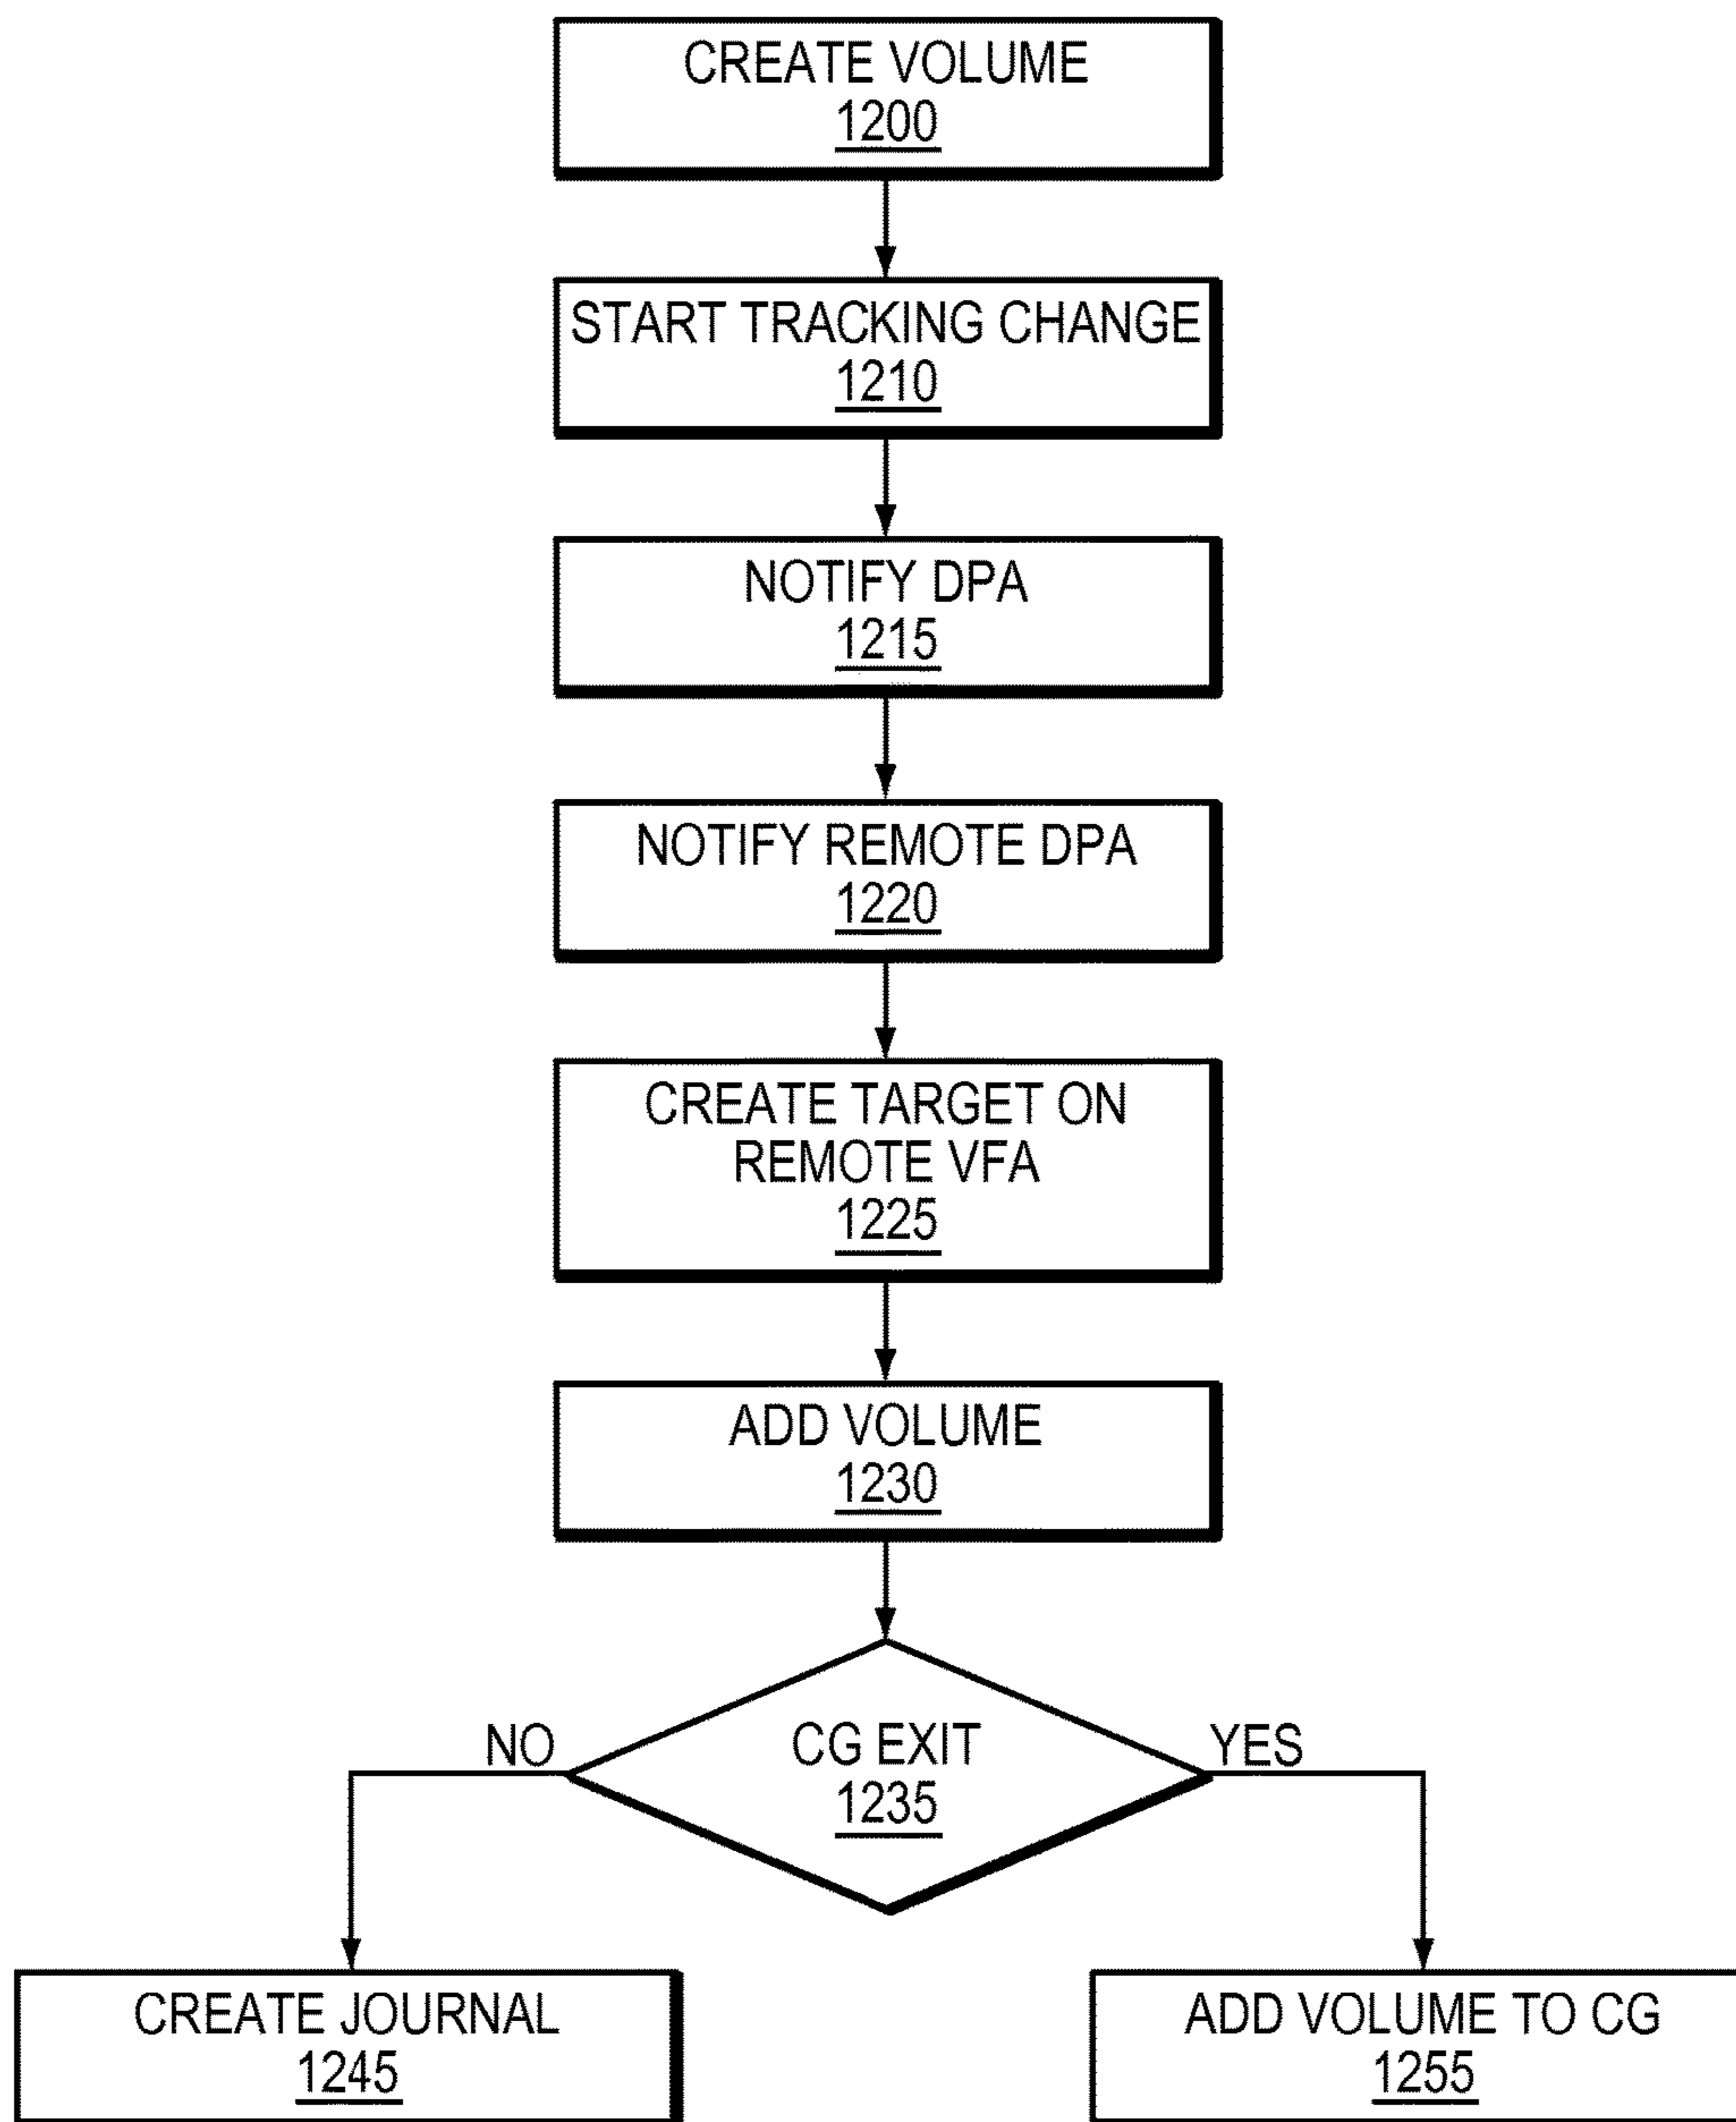 CREATE VOLUME
1200
START TRACKING CHANGE
1210
NOTIFY DPA
1215
NOTIFY REMOTE DPA
1220
CREATE TARGET ON
REMOTE VFA
1225
ADD VOLUME
1230
CG EXIT
1235
NO
YES
CREATE JOURNAL
1245
ADD VOLUME TO CG
1255